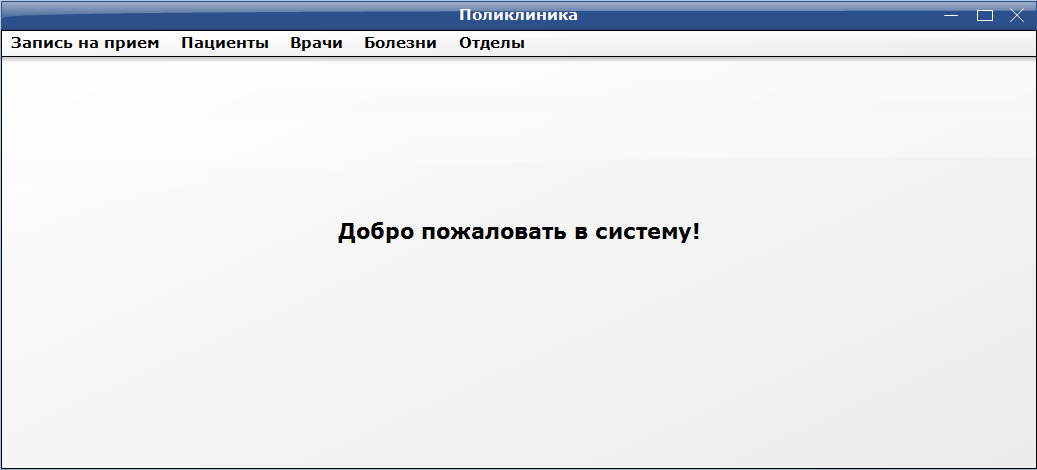 Поликлиника
Запись на прием Пациенты Врачи Болезни Отделы
Добро пожаловать в систему!